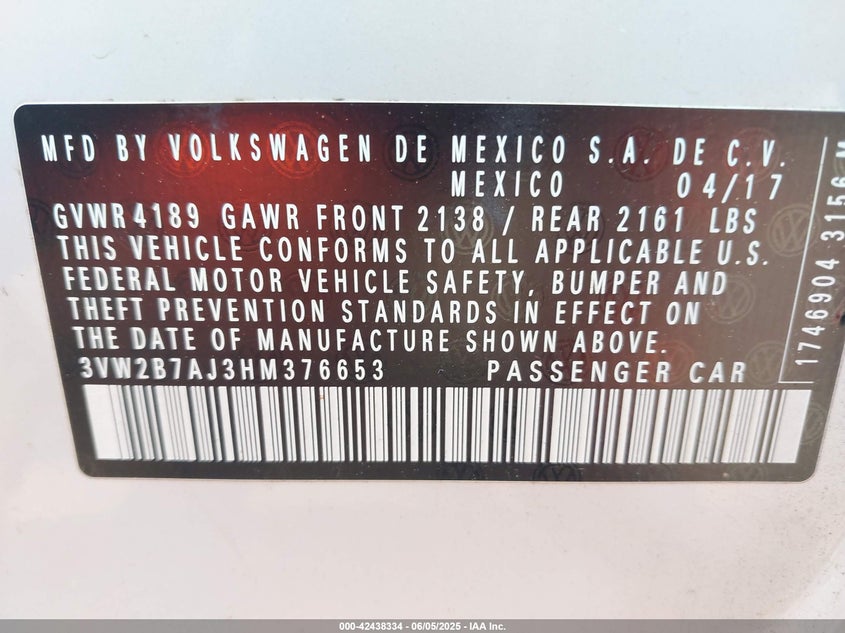 MFD BY VOLKSWAGEN DE MEXICO S.A. DE C.V.
MEXICO 04/17
GVWR4189 GAWR FRONT 2138 / REAR 2161 LBS
THIS VEHICLE CONFORMS TO ALL APPLICABLE U.S.
FEDERAL MOTOR VEHICLE SAFETY, BUMPER AND
THEFT PREVENTION STANDARDS IN EFFECT ON
THE DATE OF MANUFACTURE SHOWN ABOVE.
3VW2B7AJ3HM376653 PASSENGER CAR
1746904 3156 M
000-42438334 | 06/05/2025 - IAA Inc.